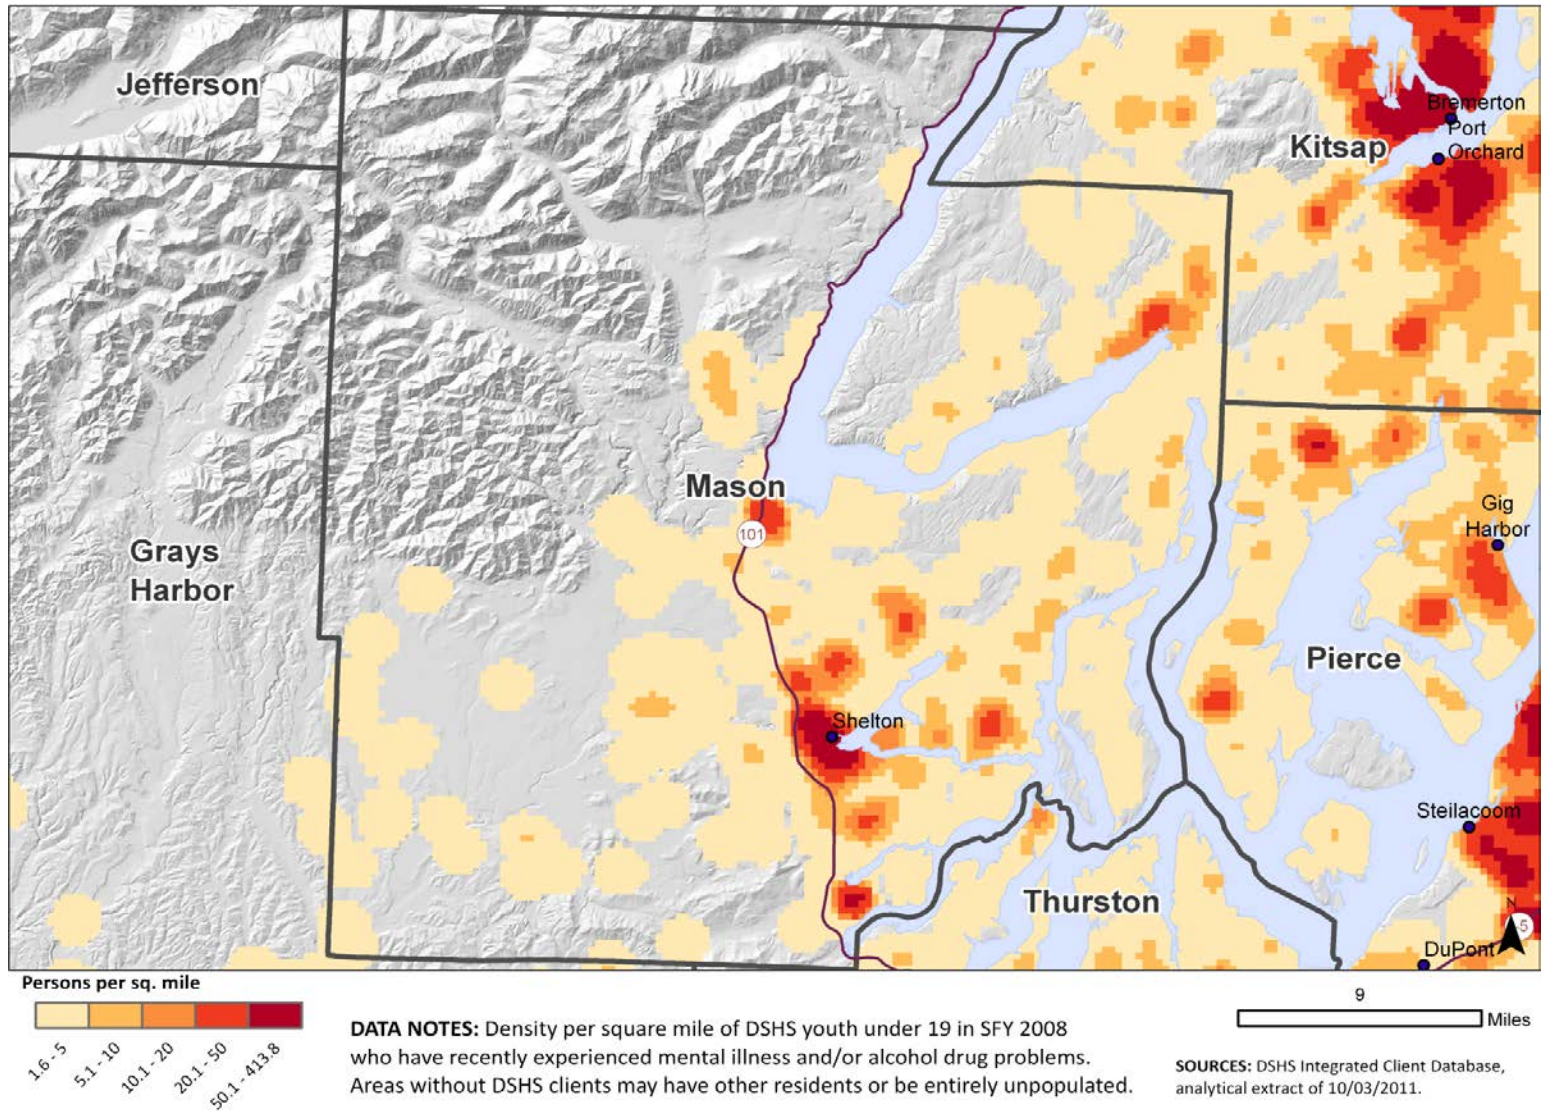 Jefferson
Bremerton
Port
Orchard
Kitsap
Mason
101
Gig
Harbor
Grays
Harbor
Pierce
Shelton
Steilacoom
Thurston
N
5
DuPont
Persons per sq. mile
1.6 - 5
5.1 - 10
10.1 - 20
20.1 - 50
50.1 - 413.8
DATA NOTES: Density per square mile of DSHS youth under 19 in SFY 2008
who have recently experienced mental illness and/or alcohol drug problems.
Areas without DSHS clients may have other residents or be entirely unpopulated.
9
Miles
SOURCES: DSHS Integrated Client Database,
analytical extract of 10/03/2011.